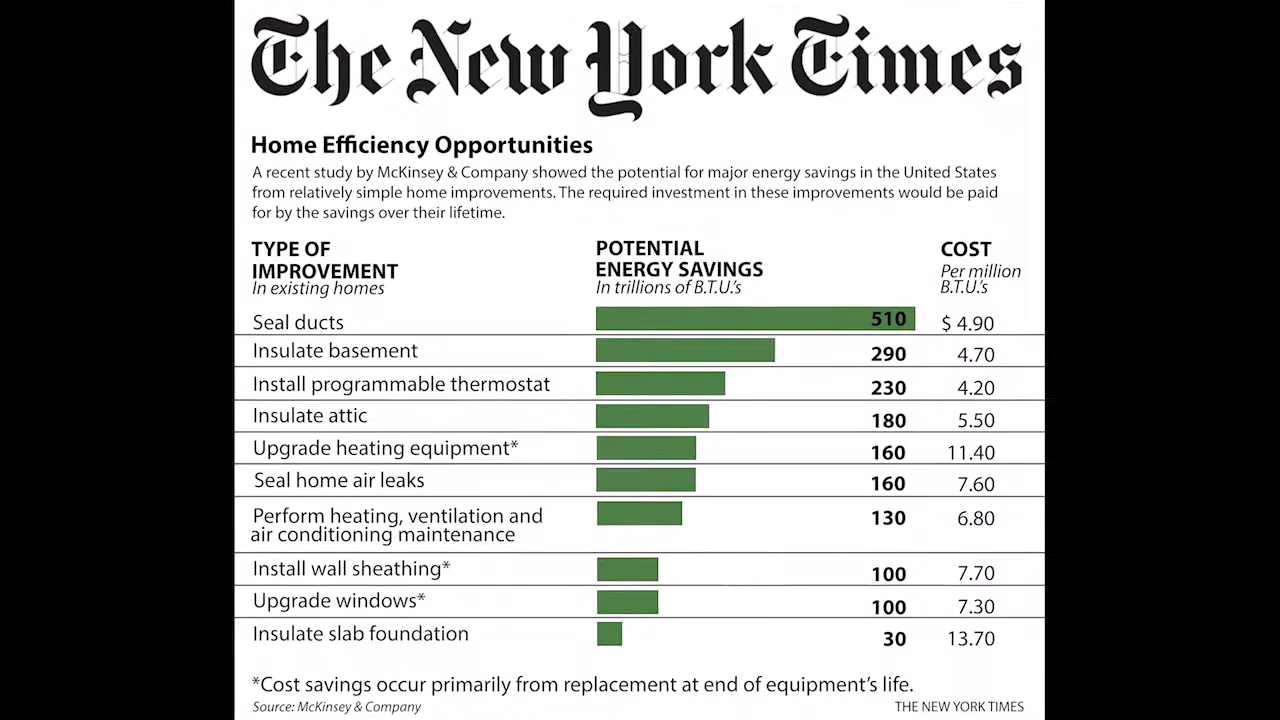 The New York Times
Home Efficiency Opportunities
A recent study by McKinsey & Company showed the potential for major energy savings in the United States
from relatively simple home improvements. The required investment in these improvements would be paid
for by the savings over their lifetime.
TYPE OF IMPROVEMENT In existing homes
POTENTIAL ENERGY SAVINGS In trillions of B.T.U.'s
COST Per million B.T.U.'s
Seal ducts 510 $ 4.90
Insulate basement 290 4.70
Install programmable thermostat 230 4.20
Insulate attic 180 5.50
Upgrade heating equipment* 160 11.40
Seal home air leaks 160 7.60
Perform heating, ventilation and
air conditioning maintenance 130 6.80
Install wall sheathing* 100 7.70
Upgrade windows* 100 7.30
Insulate slab foundation 30 13.70
*Cost savings occur primarily from replacement at end of equipment's life.
Source: McKinsey & Company THE NEW YORK TIMES